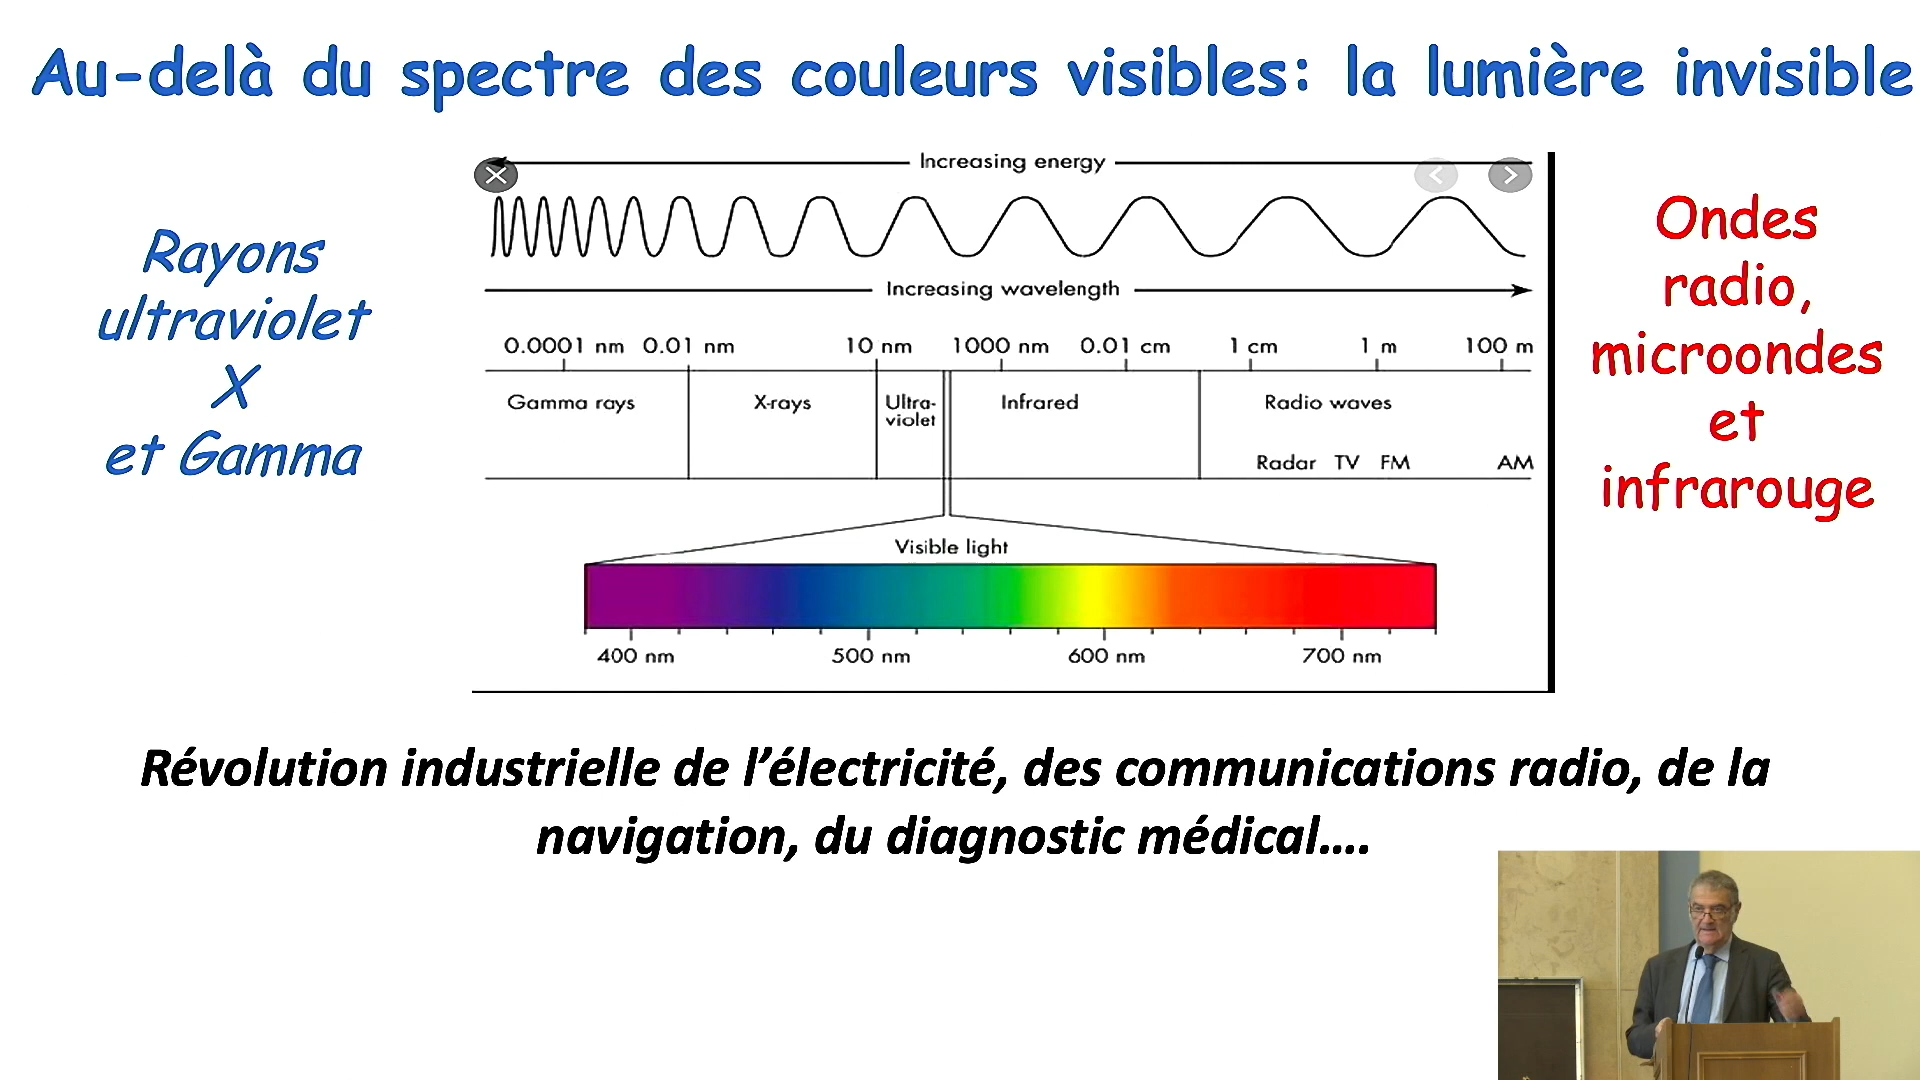 Au-delà du spectre des couleurs visibles: la lumière invisible
Rayons
ultraviolet
X
et Gamma
Increasing energy
Increasing wavelength
0.0001 nm 0.01 nm 10 nm 1000 nm 0.01 cm 1 cm 1 m 100 m
Gamma rays X-rays Ultra-
violet Infrared Radio waves
Radar TV FM AM
Visible light
400 nm 500 nm 600 nm 700 nm
Ondes
radio,
microondes
et
infrarouge
Révolution industrielle de l’électricité, des communications radio, de la
navigation, du diagnostic médical....